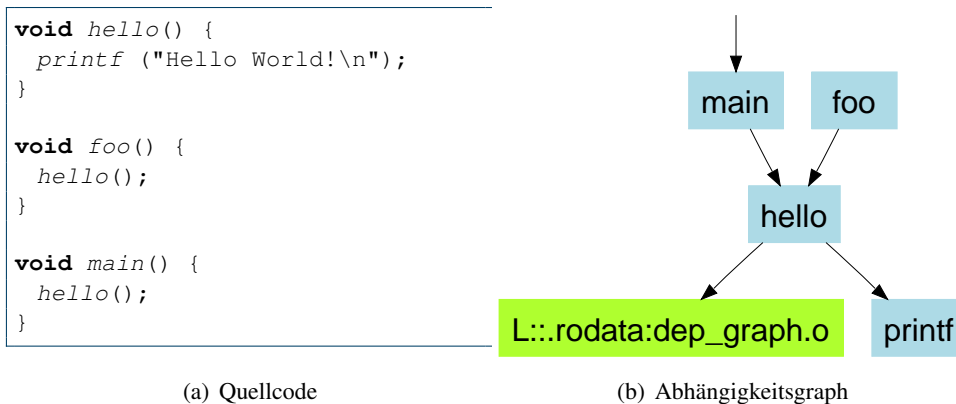 void hello() {
 printf ("Hello World!\n");
}

void foo() {
 hello();
}

void main() {
 hello();
}
main
foo
hello
L::.rodata:dep_graph.o
printf
(a) Quellcode
(b) Abhängigkeitsgraph